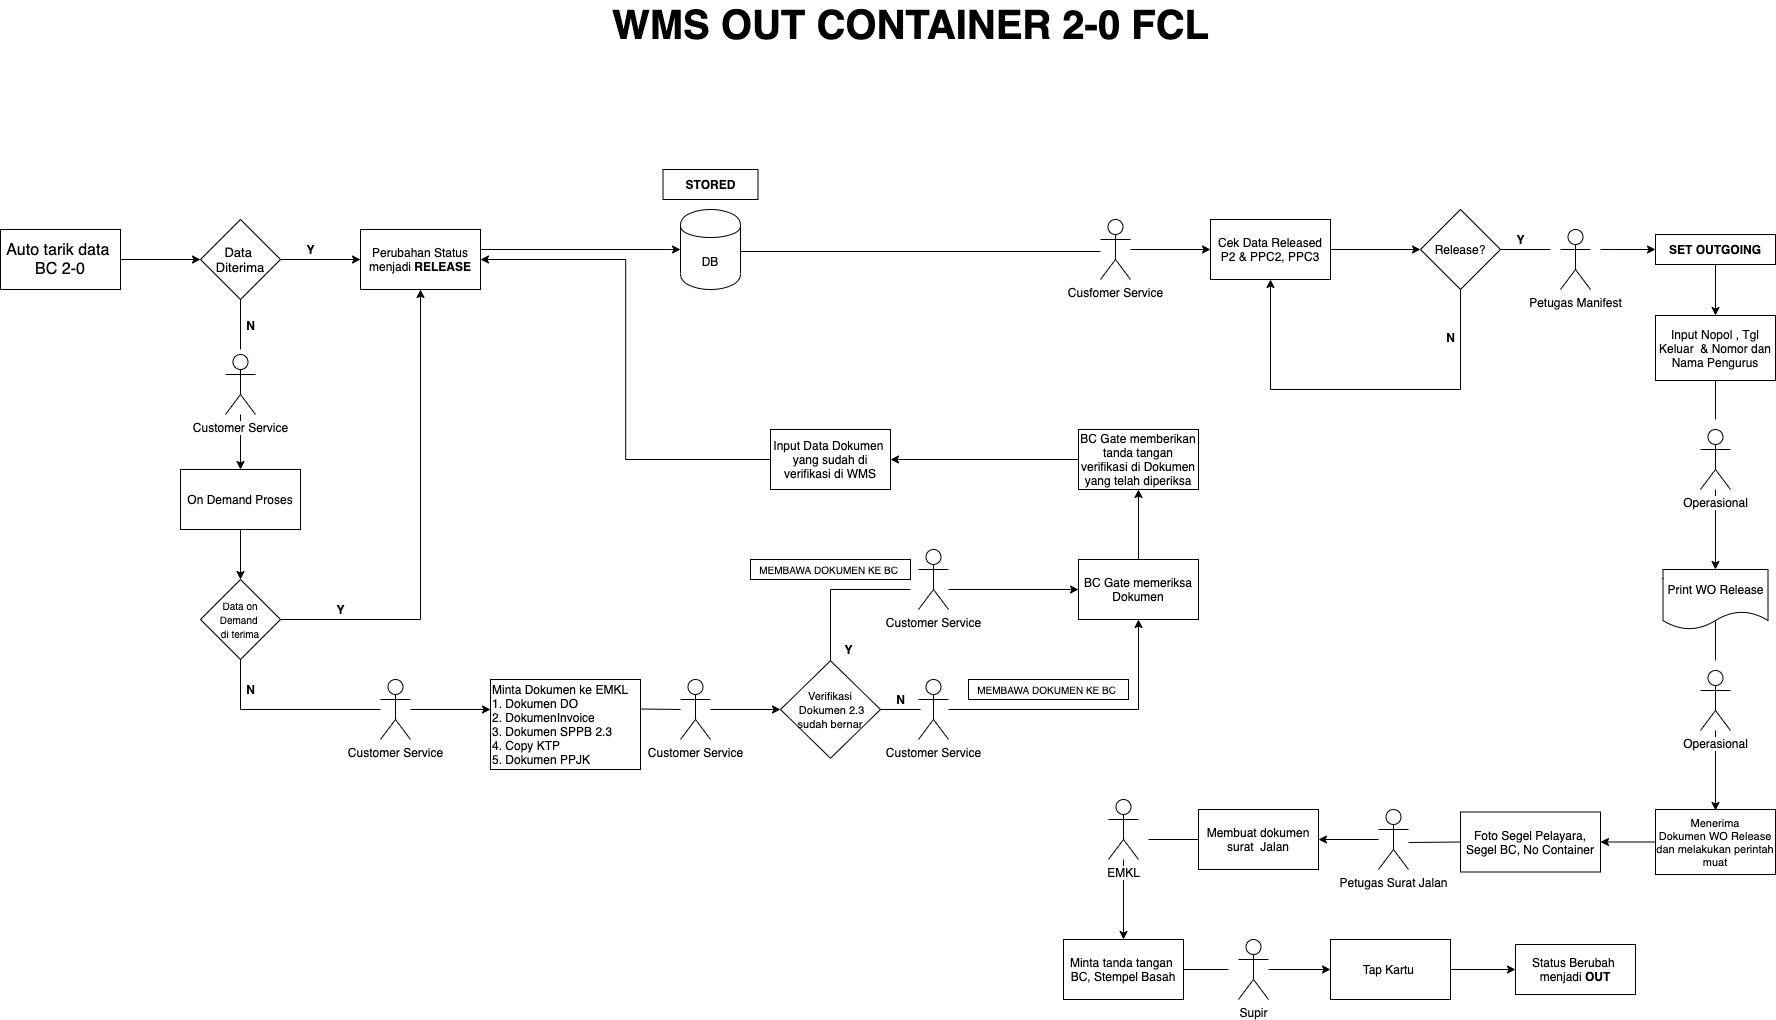 WMS OUT CONTAINER 2-0 FCL
STORED
Auto tarik data
BC 2-0
Data
Diterima
Y
Perubahan Status
menjadi RELEASE
DB
Cusfomer Service
Cek Data Released
P2 & PPC2, PPC3
Release?
Y
Petugas Manifest
SET OUTGOING
N
Customer Service
N
Input Nopol , Tgl
Keluar & Nomor dan
Nama Pengurus
On Demand Proses
Input Data Dokumen
yang sudah di
verifikasi di WMS
BC Gate memberikan
tanda tangan
verifikasi di Dokumen
yang telah diperiksa
Operasional
Data on
Demand
di terima
Y
MEMBAWA DOKUMEN KE BC
Customer Service
BC Gate memeriksa
Dokumen
Print WO Release
N
Customer Service
Minta Dokumen ke EMKL
1. Dokumen DO
2. DokumenInvoice
3. Dokumen SPPB 2.3
4. Copy KTP
5. Dokumen PPJK
Customer Service
Y
Verifikasi
Dokumen 2.3
sudah bernar
N
Customer Service
MEMBAWA DOKUMEN KE BC
Operasional
EMKL
Membuat dokumen
surat Jalan
Petugas Surat Jalan
Foto Segel Pelayara,
Segel BC, No Container
Menerima
Dokumen WO Release
dan melakukan perintah
muat
Minta tanda tangan
BC, Stempel Basah
Supir
Tap Kartu
Status Berubah
menjadi OUT